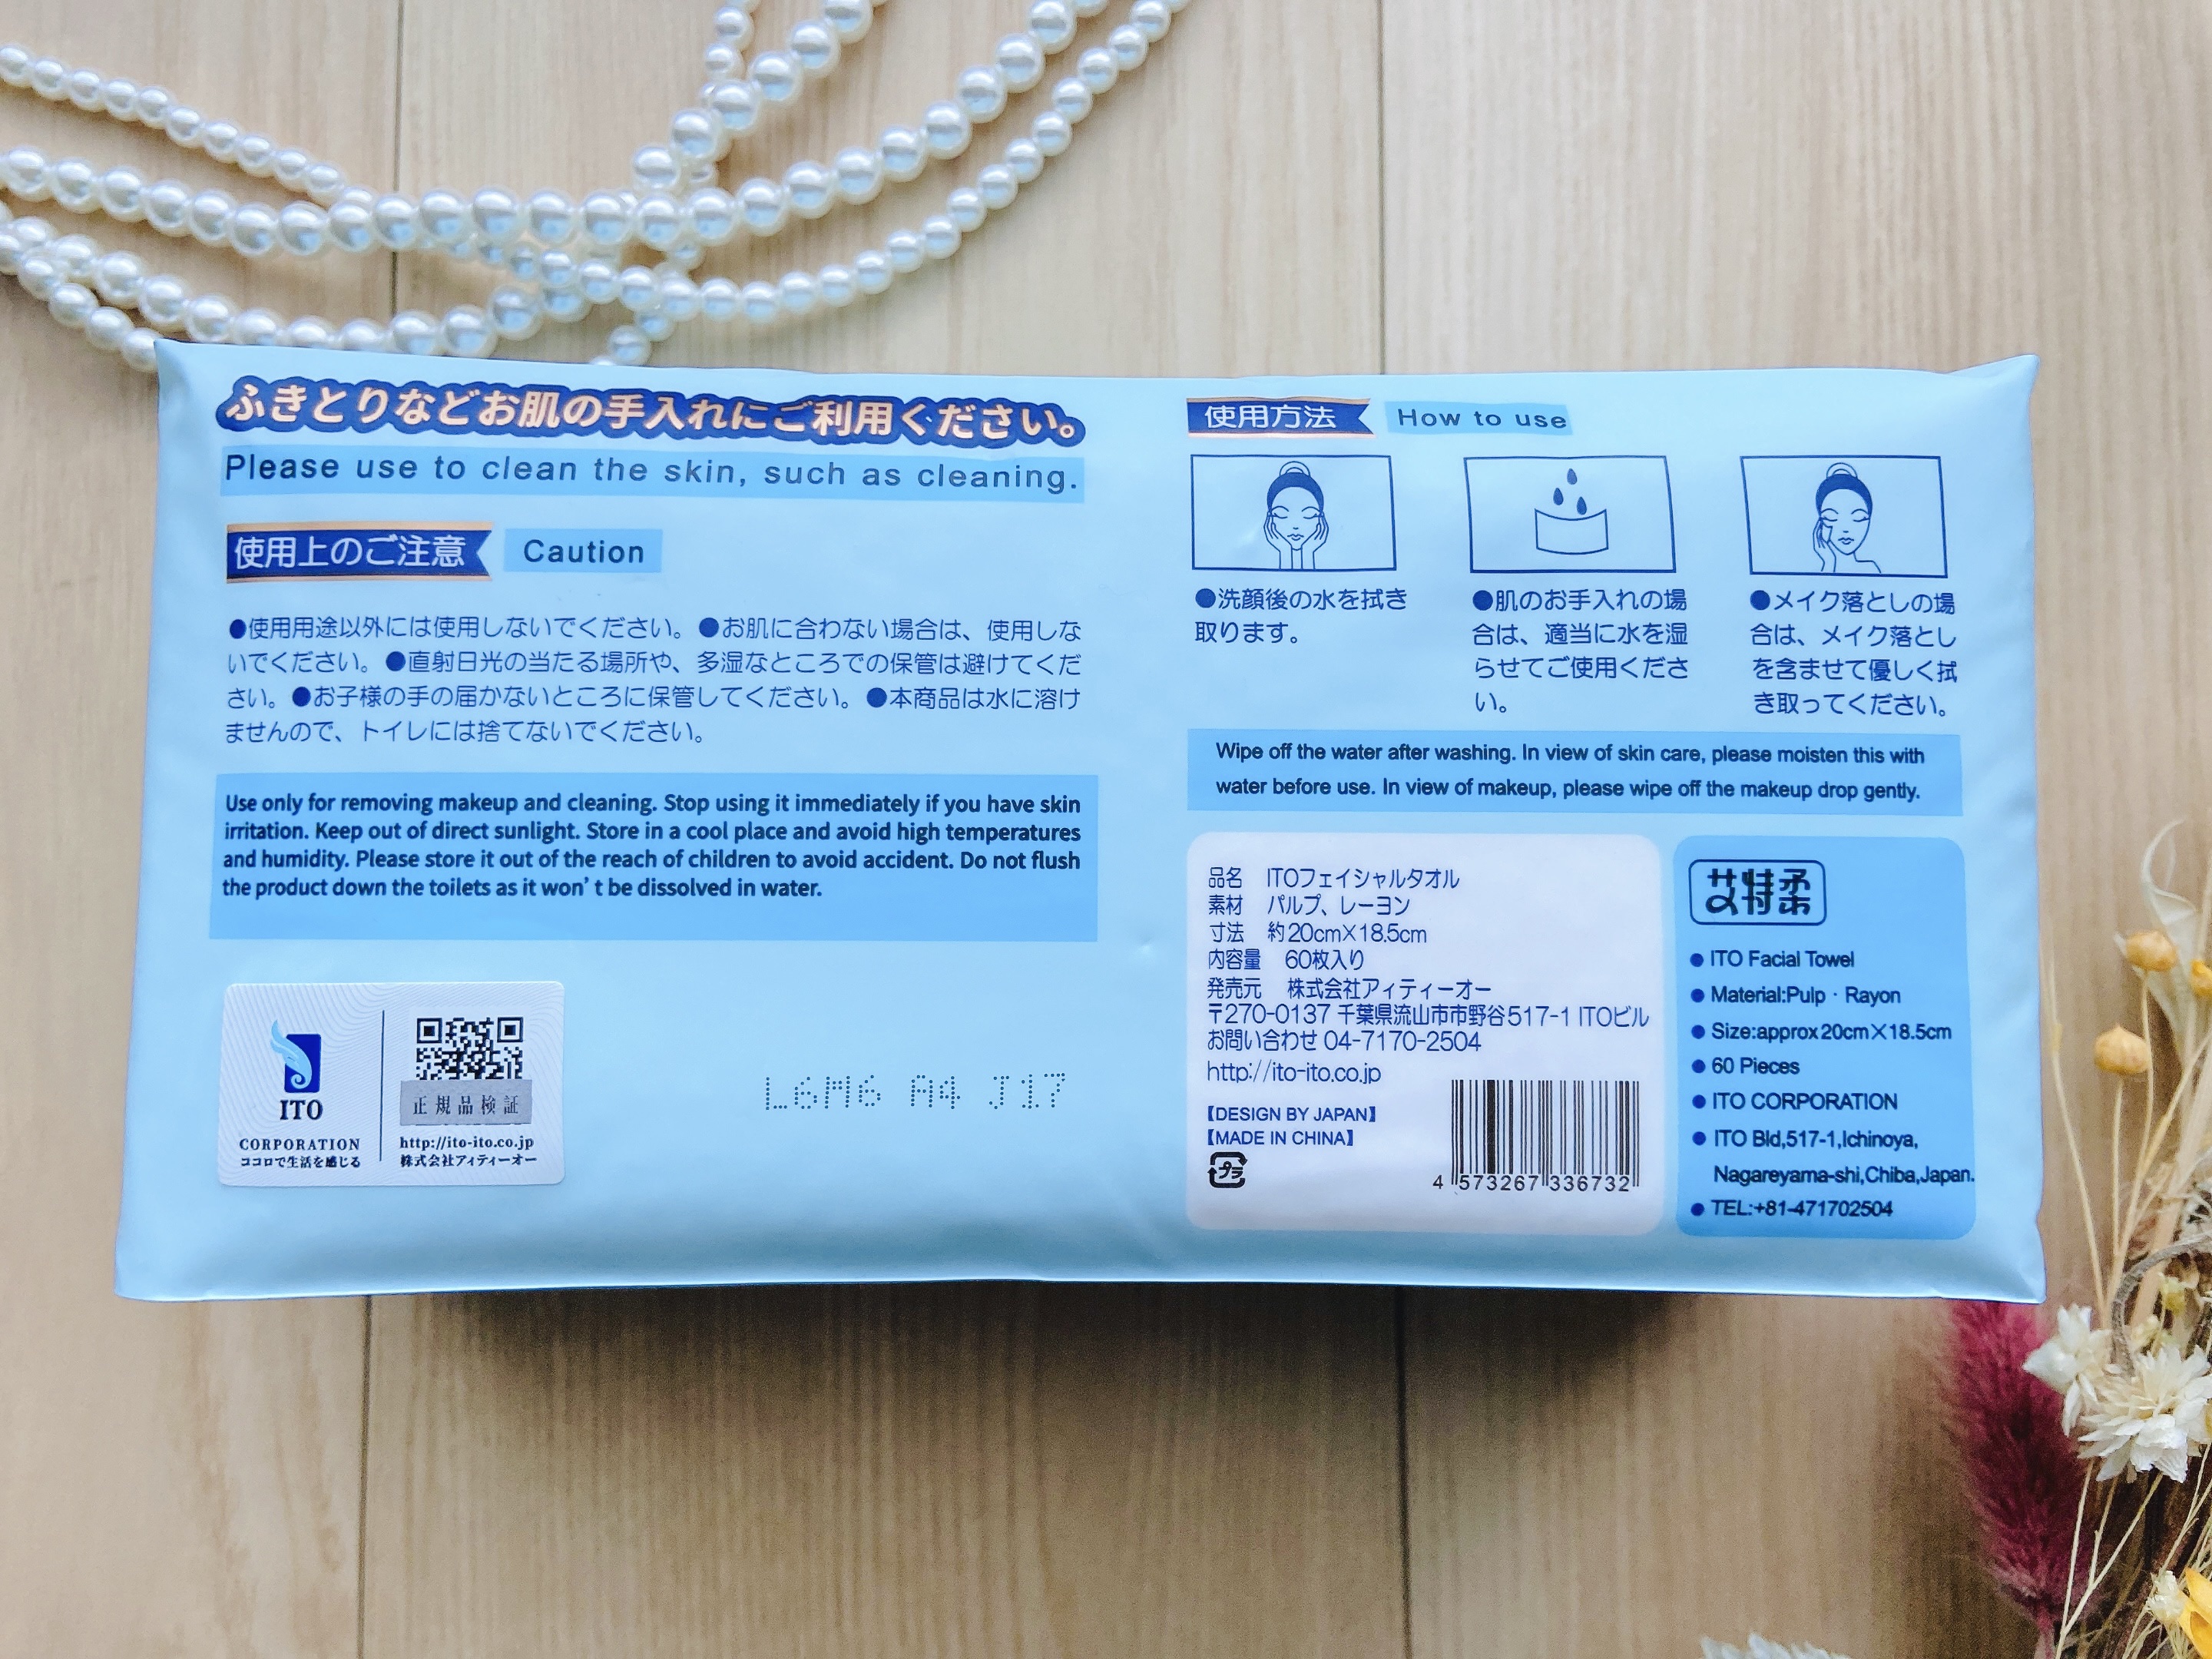 ふきとりなどお肌の手入れにご利用ください。
Please use to clean the skin, such as cleaning.
使用上のご注意 Caution
●使用用途以外には使用しないでください。●お肌に合わない場合は、使用しな
いでください。●直射日光の当たる場所や、多湿なところでの保管は避けてくだ
さい。●お子様の手の届かないところに保管してください。●本商品は水に溶け
ませんので、トイレには捨てないでください。
Use only for removing makeup and cleaning. Stop using it immediately if you have skin
irritation. Keep out of direct sunlight. Store in a cool place and avoid high temperatures
and humidity. Please store it out of the reach of children to avoid accident. Do not flush
the product down the toilets as it won't be dissolved in water.
ITO
CORPORATION
ココロで生活を感じる
正規品検証
http://ito-ito.co.jp
株式会社アイティーオー
L6M6 A4 J17
使用方法 How to use
●洗顔後の水を拭き
取ります。
●肌のお手入れの場
合は、適当に水を湿
らせてご使用くださ
い。
●メイク落としの場
合は、メイク落とし
を含ませて優しく拭
き取ってください。
Wipe off the water after washing. In view of skin care, please moisten this with
water before use. In view of makeup, please wipe off the makeup drop gently.
品名 ITOフェイシャルタオル
素材 パルプ、レーヨン
寸法 約20cm×18.5cm
内容量 60枚入り
発売元 株式会社アイティーオー
〒270-0137 千葉県流山市市野谷517-1 ITOビル
お問い合わせ 04-7170-2504
http://ito-ito.co.jp
【DESIGN BY JAPAN】
【MADE IN CHINA】
プラ
4 573267 336732
艾特柔
● ITO Facial Towel
● Material:Pulp · Rayon
● Size:approx20cm×18.5cm
● 60 Pieces
● ITO CORPORATION
● ITO Bld,517-1,Ichinoya,
Nagareyama-shi,Chiba,Japan.
● TEL:+81-471702504